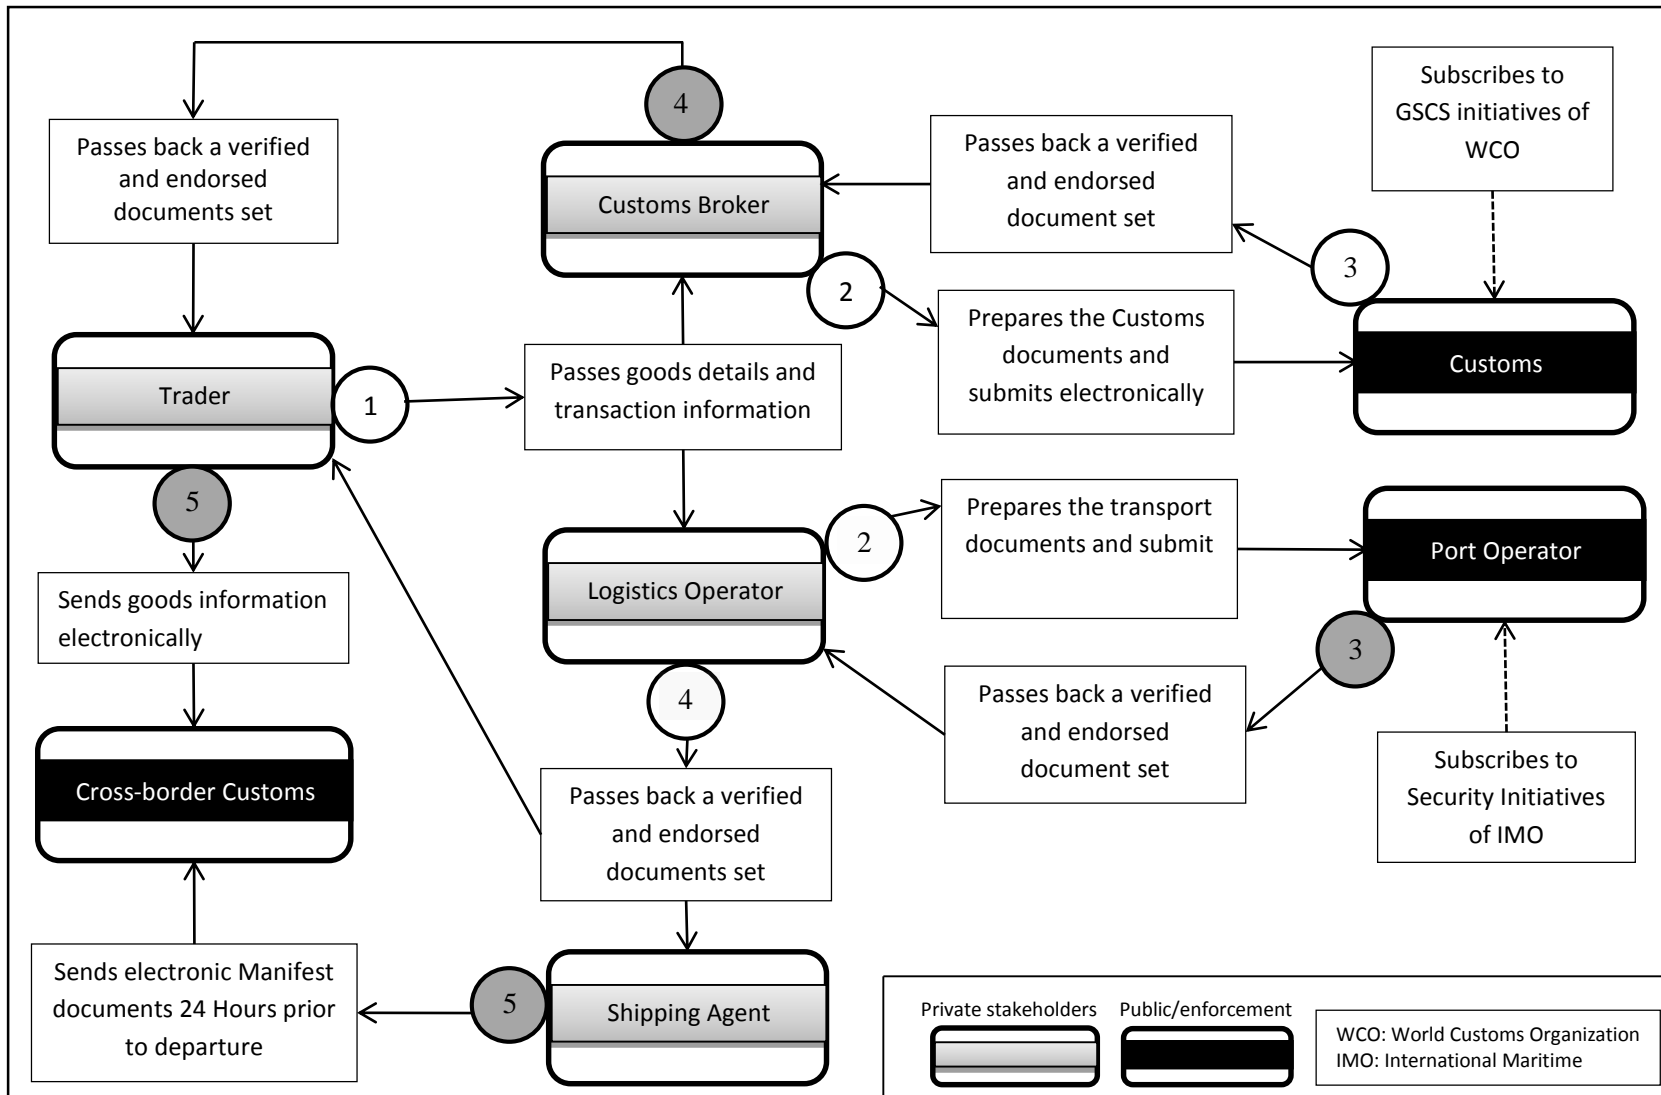 4
Passes back a verified
and endorsed
documents set
Customs Broker
Passes back a verified
and endorsed
document set
Subscribes to
GSCS initiatives of
WCO
3
2
Prepares the Customs
documents and
submits electronically
Customs
Trader
1
Passes goods details and
transaction information
5
Sends goods information
electronically
Logistics Operator
2
Prepares the transport
documents and submit
Port Operator
3
Passes back a verified
and endorsed
document set
4
Passes back a verified
and endorsed
documents set
Subscribes to
Security Initiatives
of IMO
Cross-border Customs
Sends electronic Manifest
documents 24 Hours prior
to departure
5
Shipping Agent
Private stakeholders
Public/enforcement
WCO: World Customs Organization
IMO: International Maritime